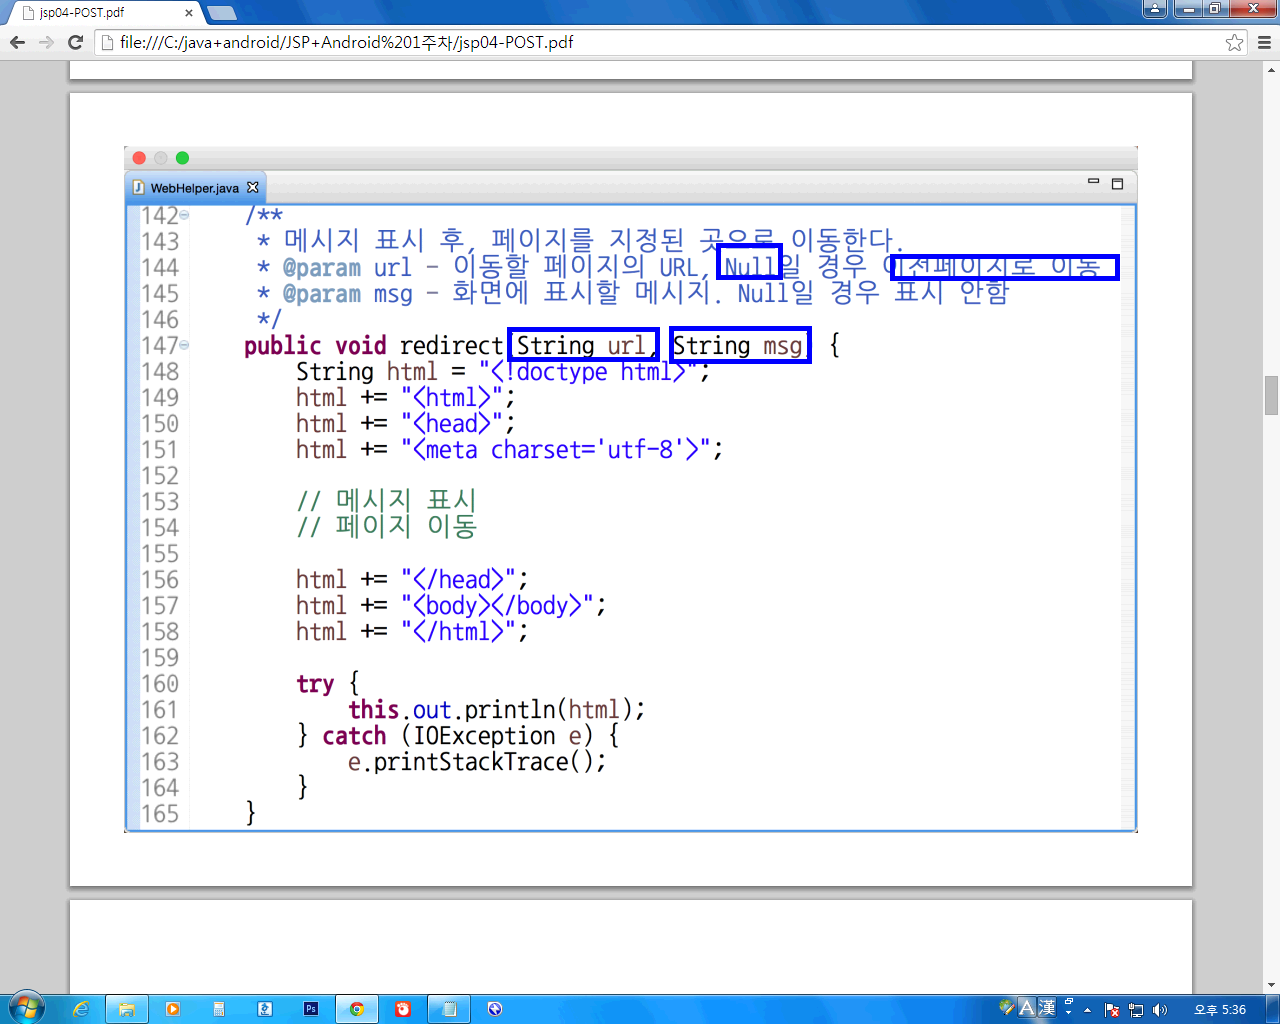 jsp04-POST.pdf
file:///C:/java+android/JSP+Android%201주차/jsp04-POST.pdf
WebHelper.java
142 /**
143 * 메시지 표시 후, 페이지를 지정된 곳으로 이동한다.
144 * @param url - 이동할 페이지의 URL, Null일 경우 이전페이지로 이동
145 * @param msg - 화면에 표시할 메시지. Null일 경우 표시 안함
146 */
147 public void redirect(String url, String msg) {
148 String html = "<!doctype html>";
149 html += "<html>";
150 html += "<head>";
151 html += "<meta charset='utf-8'>";
152
153 // 메시지 표시
154 // 페이지 이동
155
156 html += "</head>";
157 html += "<body></body>";
158 html += "</html>";
159
160 try {
161 this.out.println(html);
162 } catch (IOException e) {
163 e.printStackTrace();
164 }
165 }
Ps
A 漢
오후 5:36